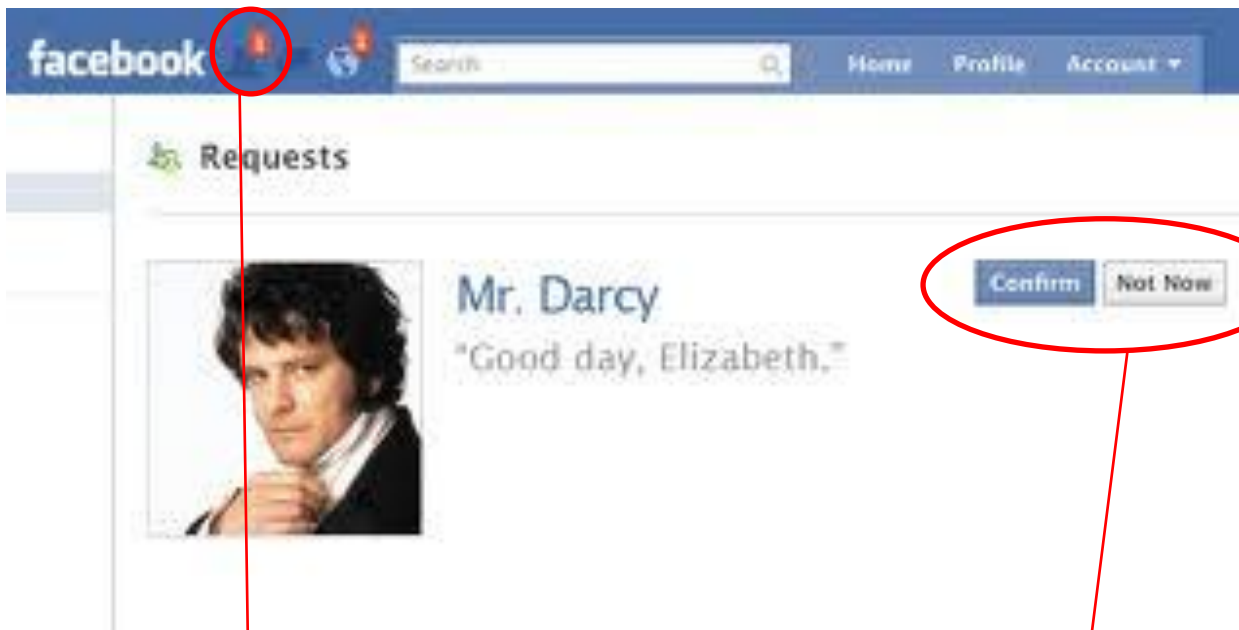 facebook Search Home Profile Account
Requests
Confirm Not Now
Mr. Darcy
"Good day, Elizabeth."